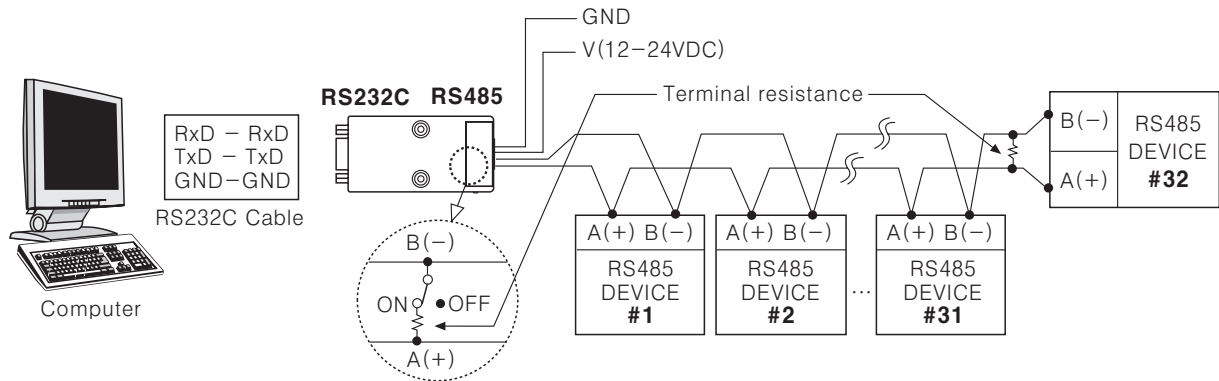 GND
V(12-24VDC)
RS232C RS485
Terminal resistance
RxD - RxD
TxD - TxD
GND-GND
RS232C Cable
Computer
B(-)
ON OFF
A(+)
A(+) B(-)
RS485
DEVICE
#1
A(+) B(-)
RS485
DEVICE
#2
...
A(+) B(-)
RS485
DEVICE
#31
B(-)
A(+)
RS485
DEVICE
#32